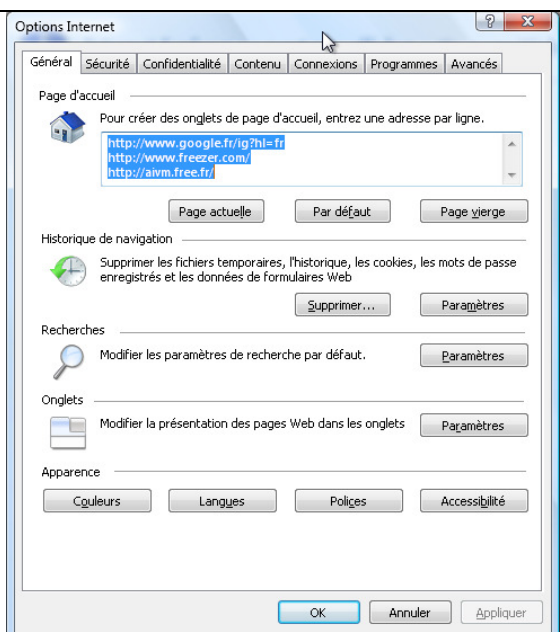 Options Internet
Général Sécurité Confidentialité Contenu Connexions Programmes Avancés
Page d'accueil
Pour créer des onglets de page d'accueil, entrez une adresse par ligne.
http://www.google.fr/ig?hl=fr
http://www.freezer.com/
http://aivm.free.fr/
Page actuelle Par défaut Page vierge
Historique de navigation
Supprimer les fichiers temporaires, l'historique, les cookies, les mots de passe
enregistrés et les données de formulaires Web
Supprimer... Paramètres
Recherches
Modifier les paramètres de recherche par défaut. Paramètres
Onglets
Modifier la présentation des pages Web dans les onglets Paramètres
Apparence
Couleurs Langues Polices Accessibilité
OK Annuler Appliquer